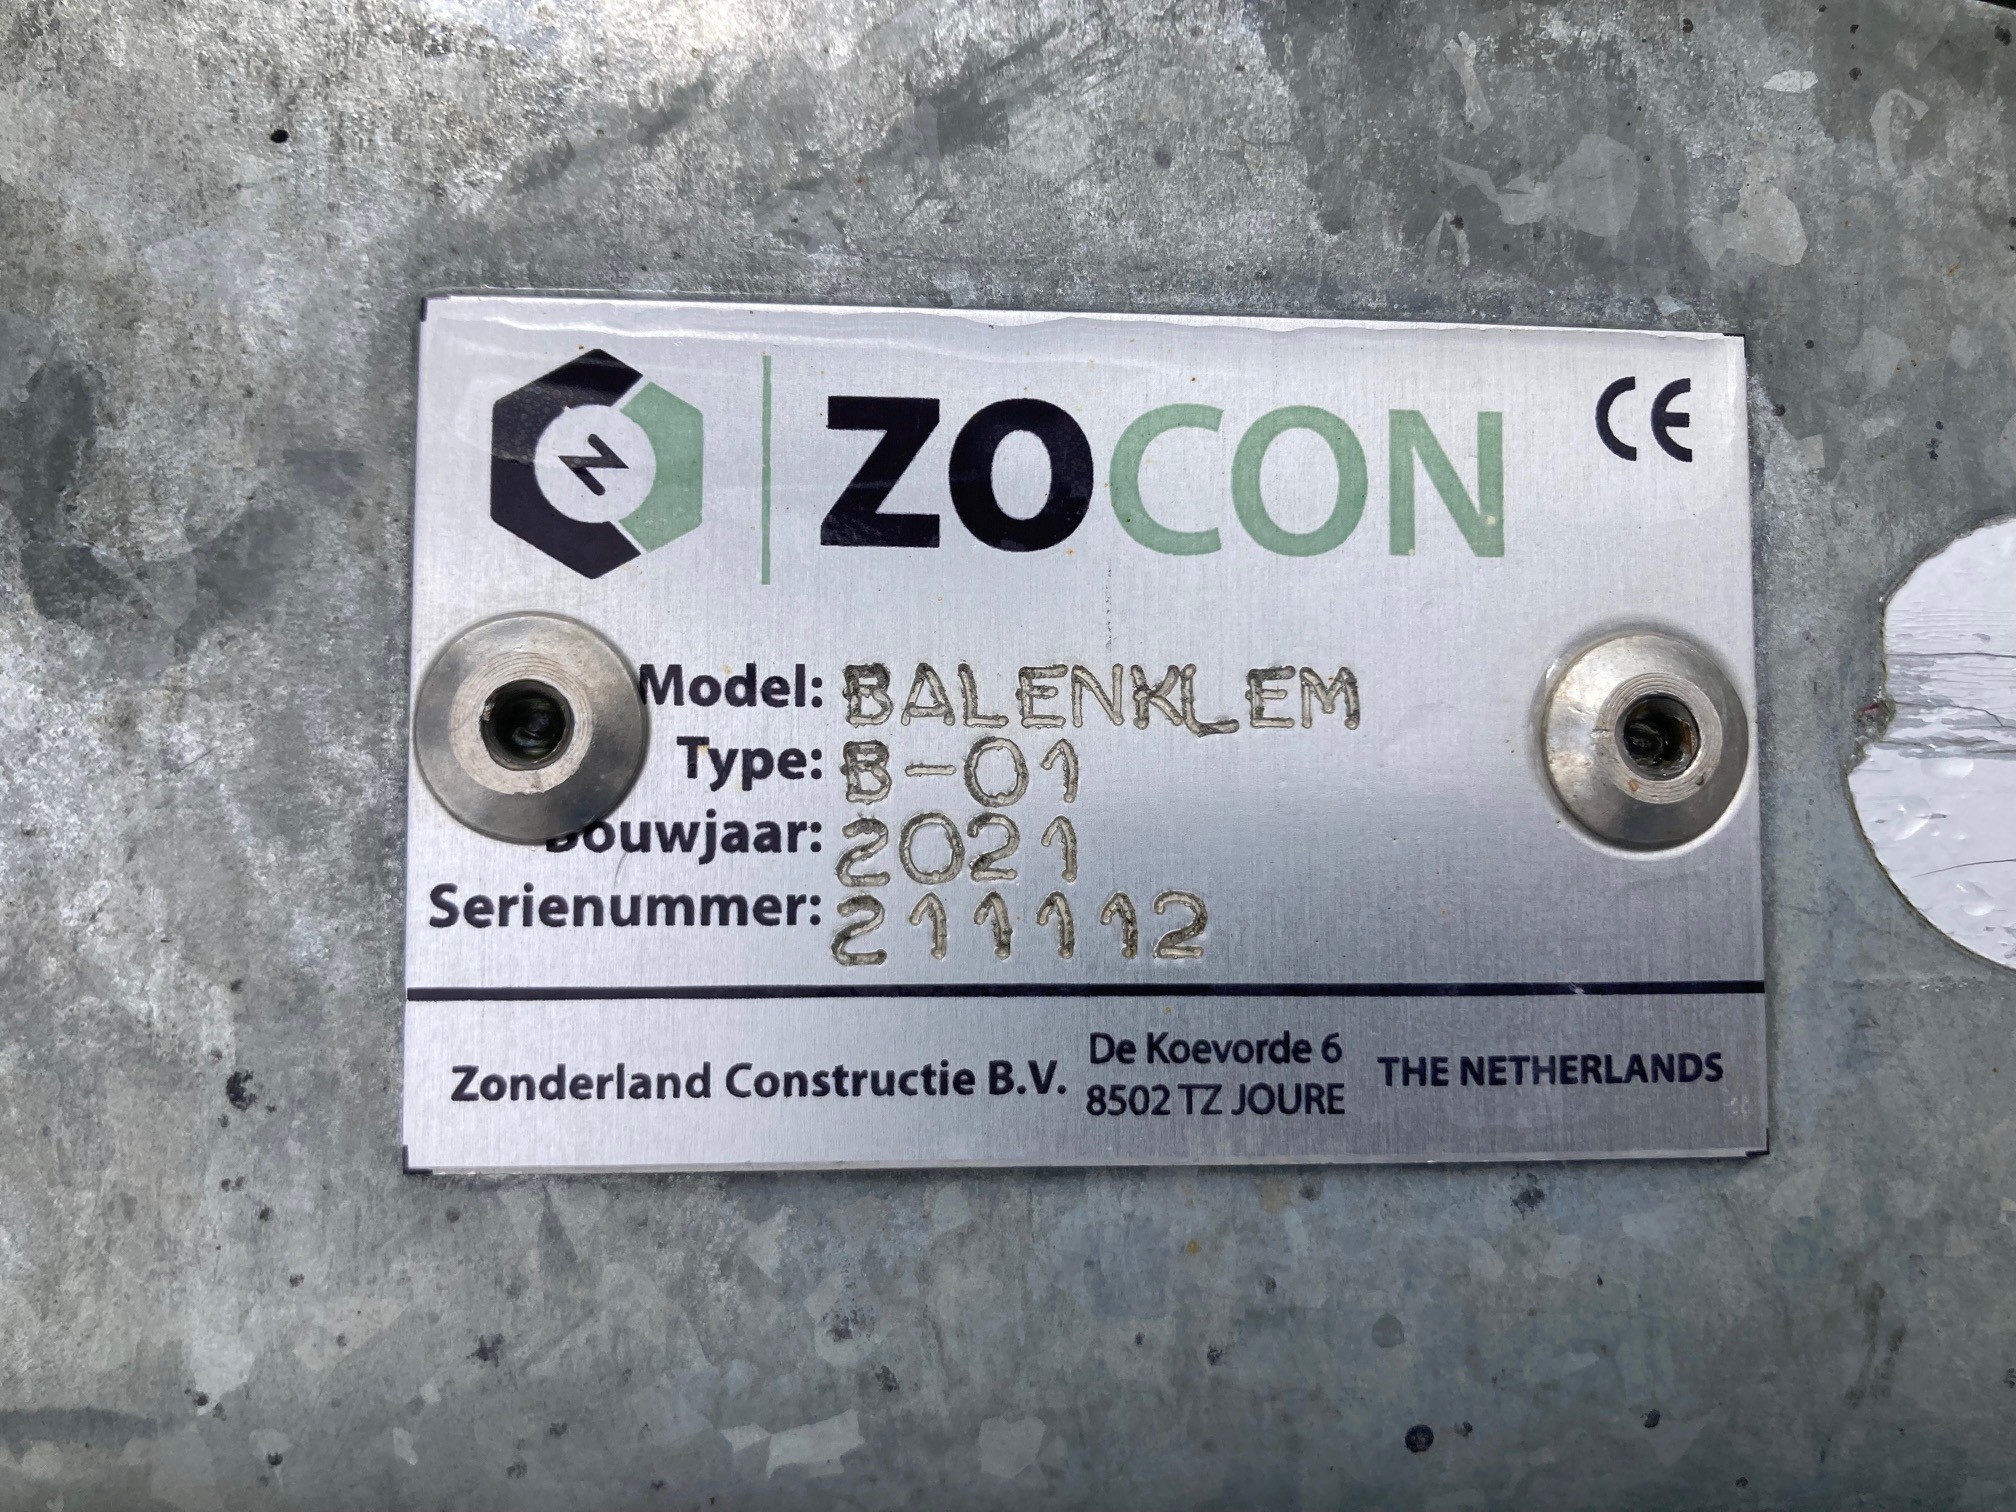 ZOCON CE
Model: BALENKLEM
Type: B-01
Bouwjaar: 2021
Serienummer: 211112
Zonderland Constructie B.V.
De Koevorde 6
8502 TZ JOURE
THE NETHERLANDS